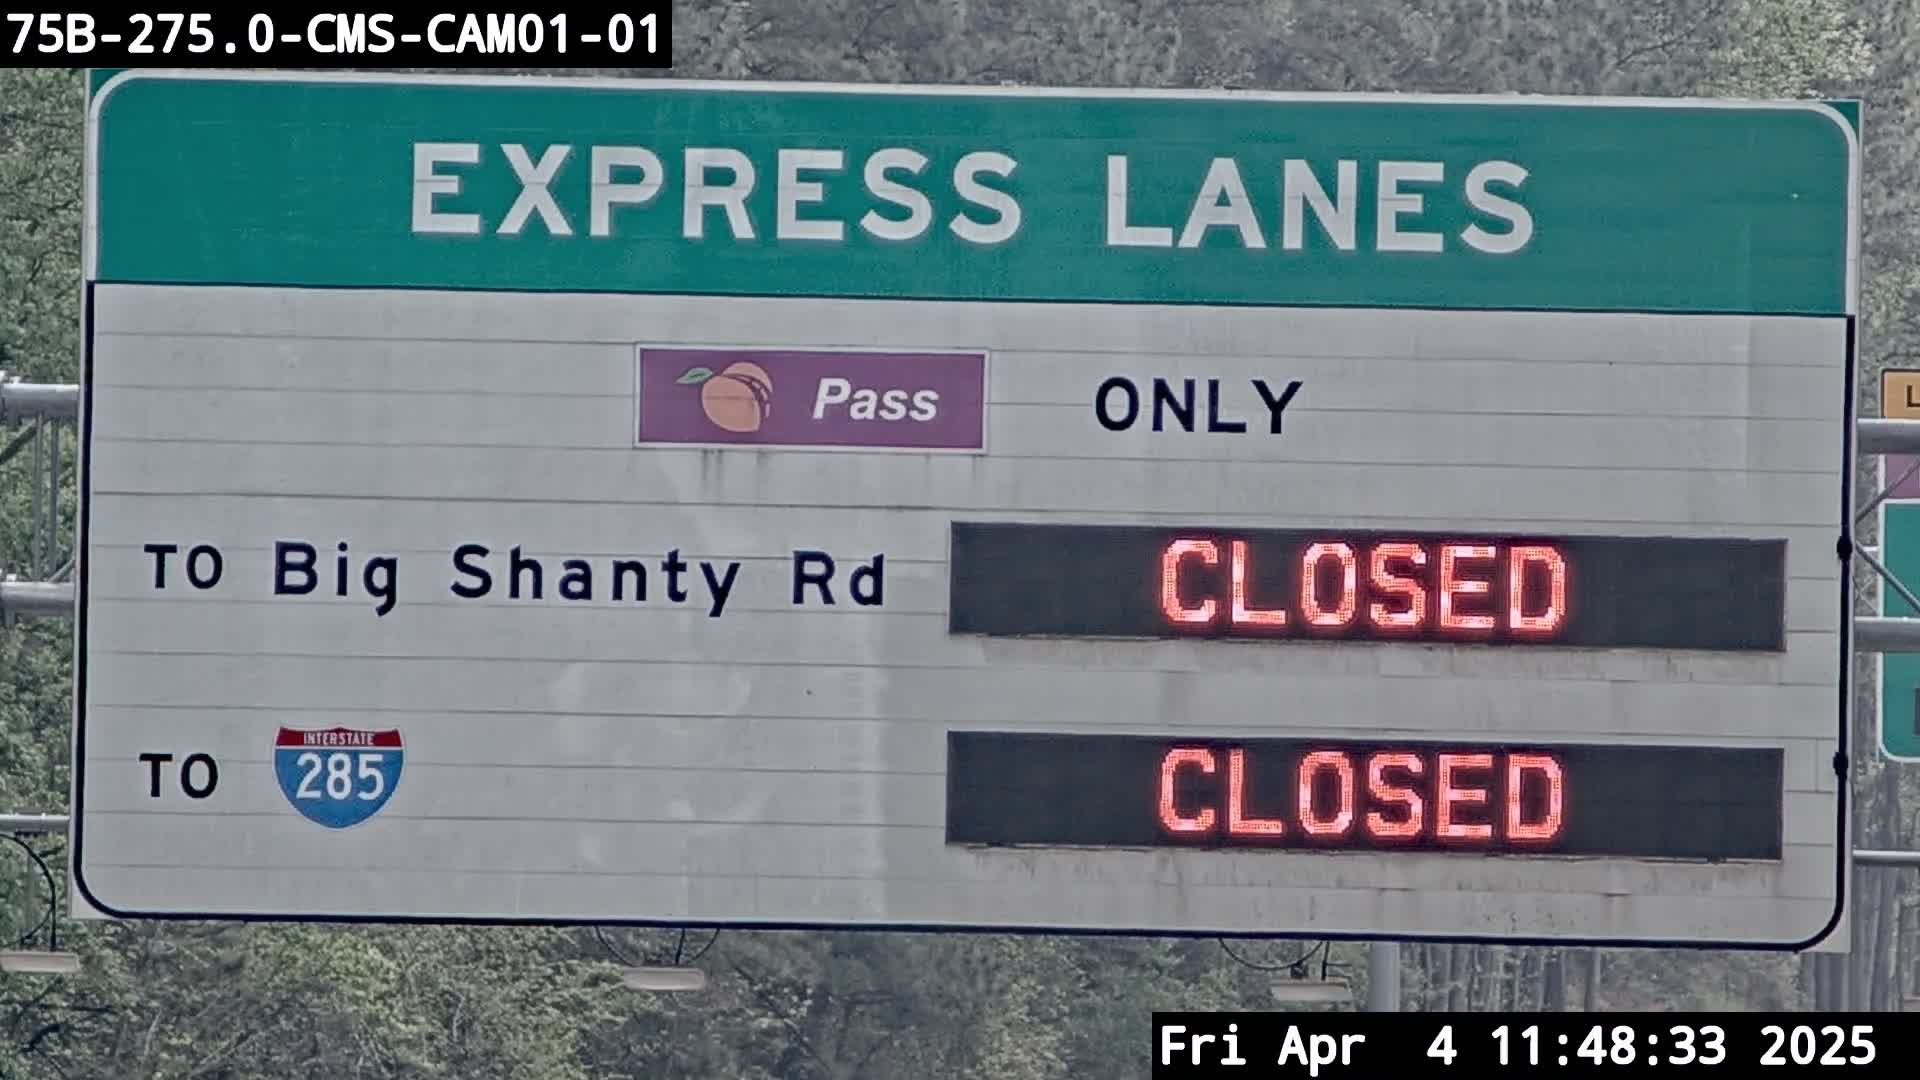 75B-275.0-CMS-CAM01-01
EXPRESS LANES
Pass ONLY
TO Big Shanty Rd CLOSED
TO INTERSTATE 285 CLOSED
Fri Apr 4 11:48:33 2025